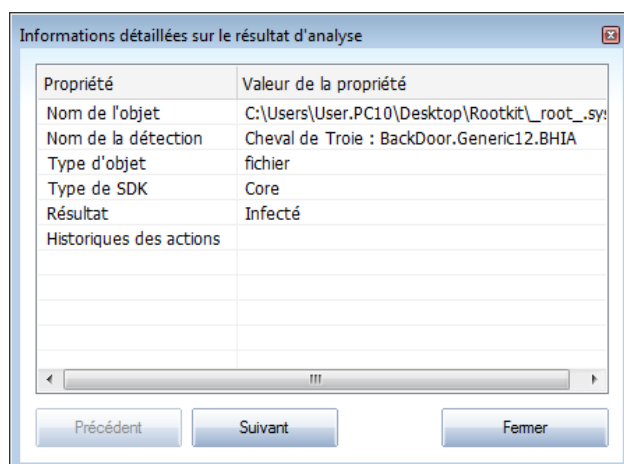 Informations détaillées sur le résultat d'analyse
Propriété Valeur de la propriété
Nom de l'objet C:\Users\User.PC10\Desktop\Rootkit\_root_.sys
Nom de la détection Cheval de Troie : BackDoor.Generic12.BHIA
Type d'objet fichier
Type de SDK Core
Résultat Infecté
Historiques des actions
Précédent Suivant Fermer